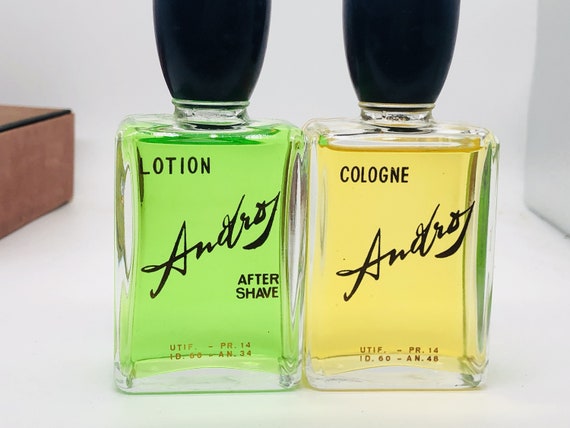 LOTION
Andros
AFTER
SHAVE
UTIF. - PR.14
ID. 60 - AN.34
COLOGNE
Andros
UTIF. - PR.14
ID. 60 - AN.48